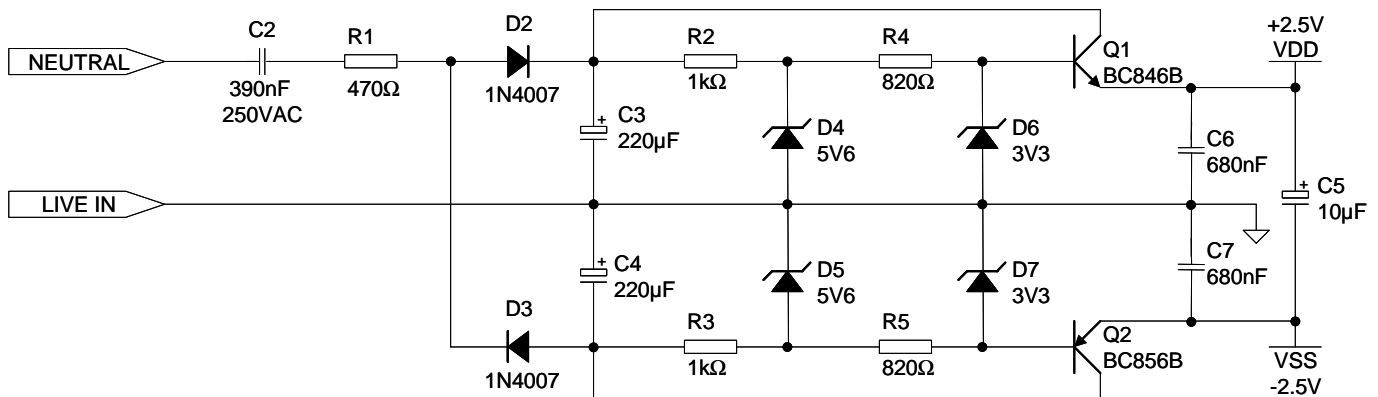 NEUTRAL
C2
390nF
250VAC
R1
470Ω
D2
1N4007
R2
1kΩ
R4
820Ω
Q1
BC846B
+2.5V
VDD
+
C3
220µF
D4
5V6
D6
3V3
C6
680nF
+
C5
10µF
LIVE IN
+
C4
220µF
D5
5V6
D7
3V3
C7
680nF
D3
1N4007
R3
1kΩ
R5
820Ω
Q2
BC856B
VSS
-2.5V